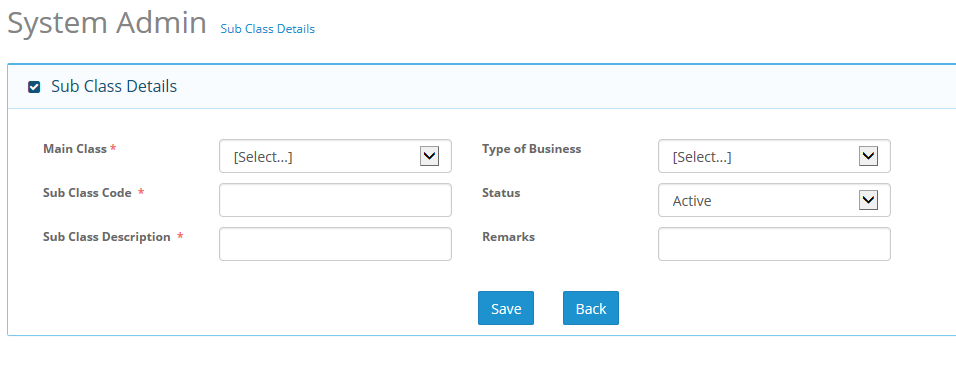 System Admin Sub Class Details
Sub Class Details
Main Class * [Select...] Type of Business [Select...]
Sub Class Code * Status Active
Sub Class Description * Remarks
Save Back